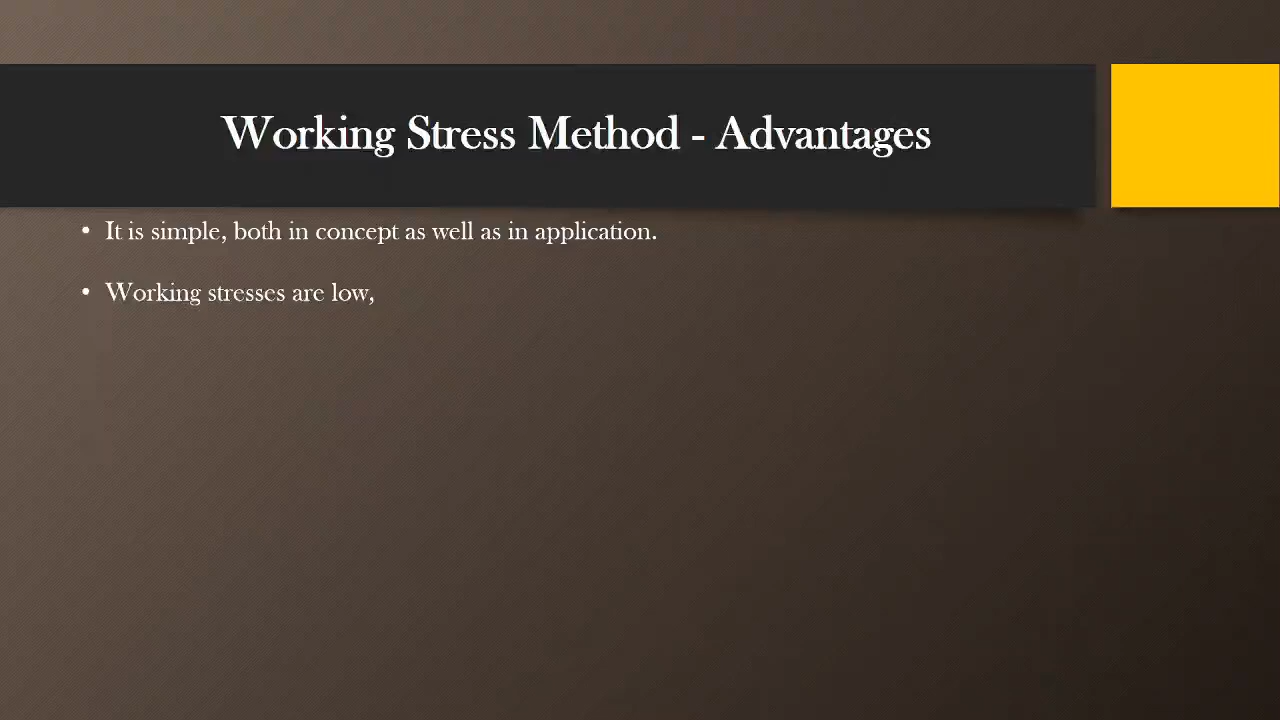 Working Stress Method - Advantages
• It is simple, both in concept as well as in application.
• Working stresses are low,